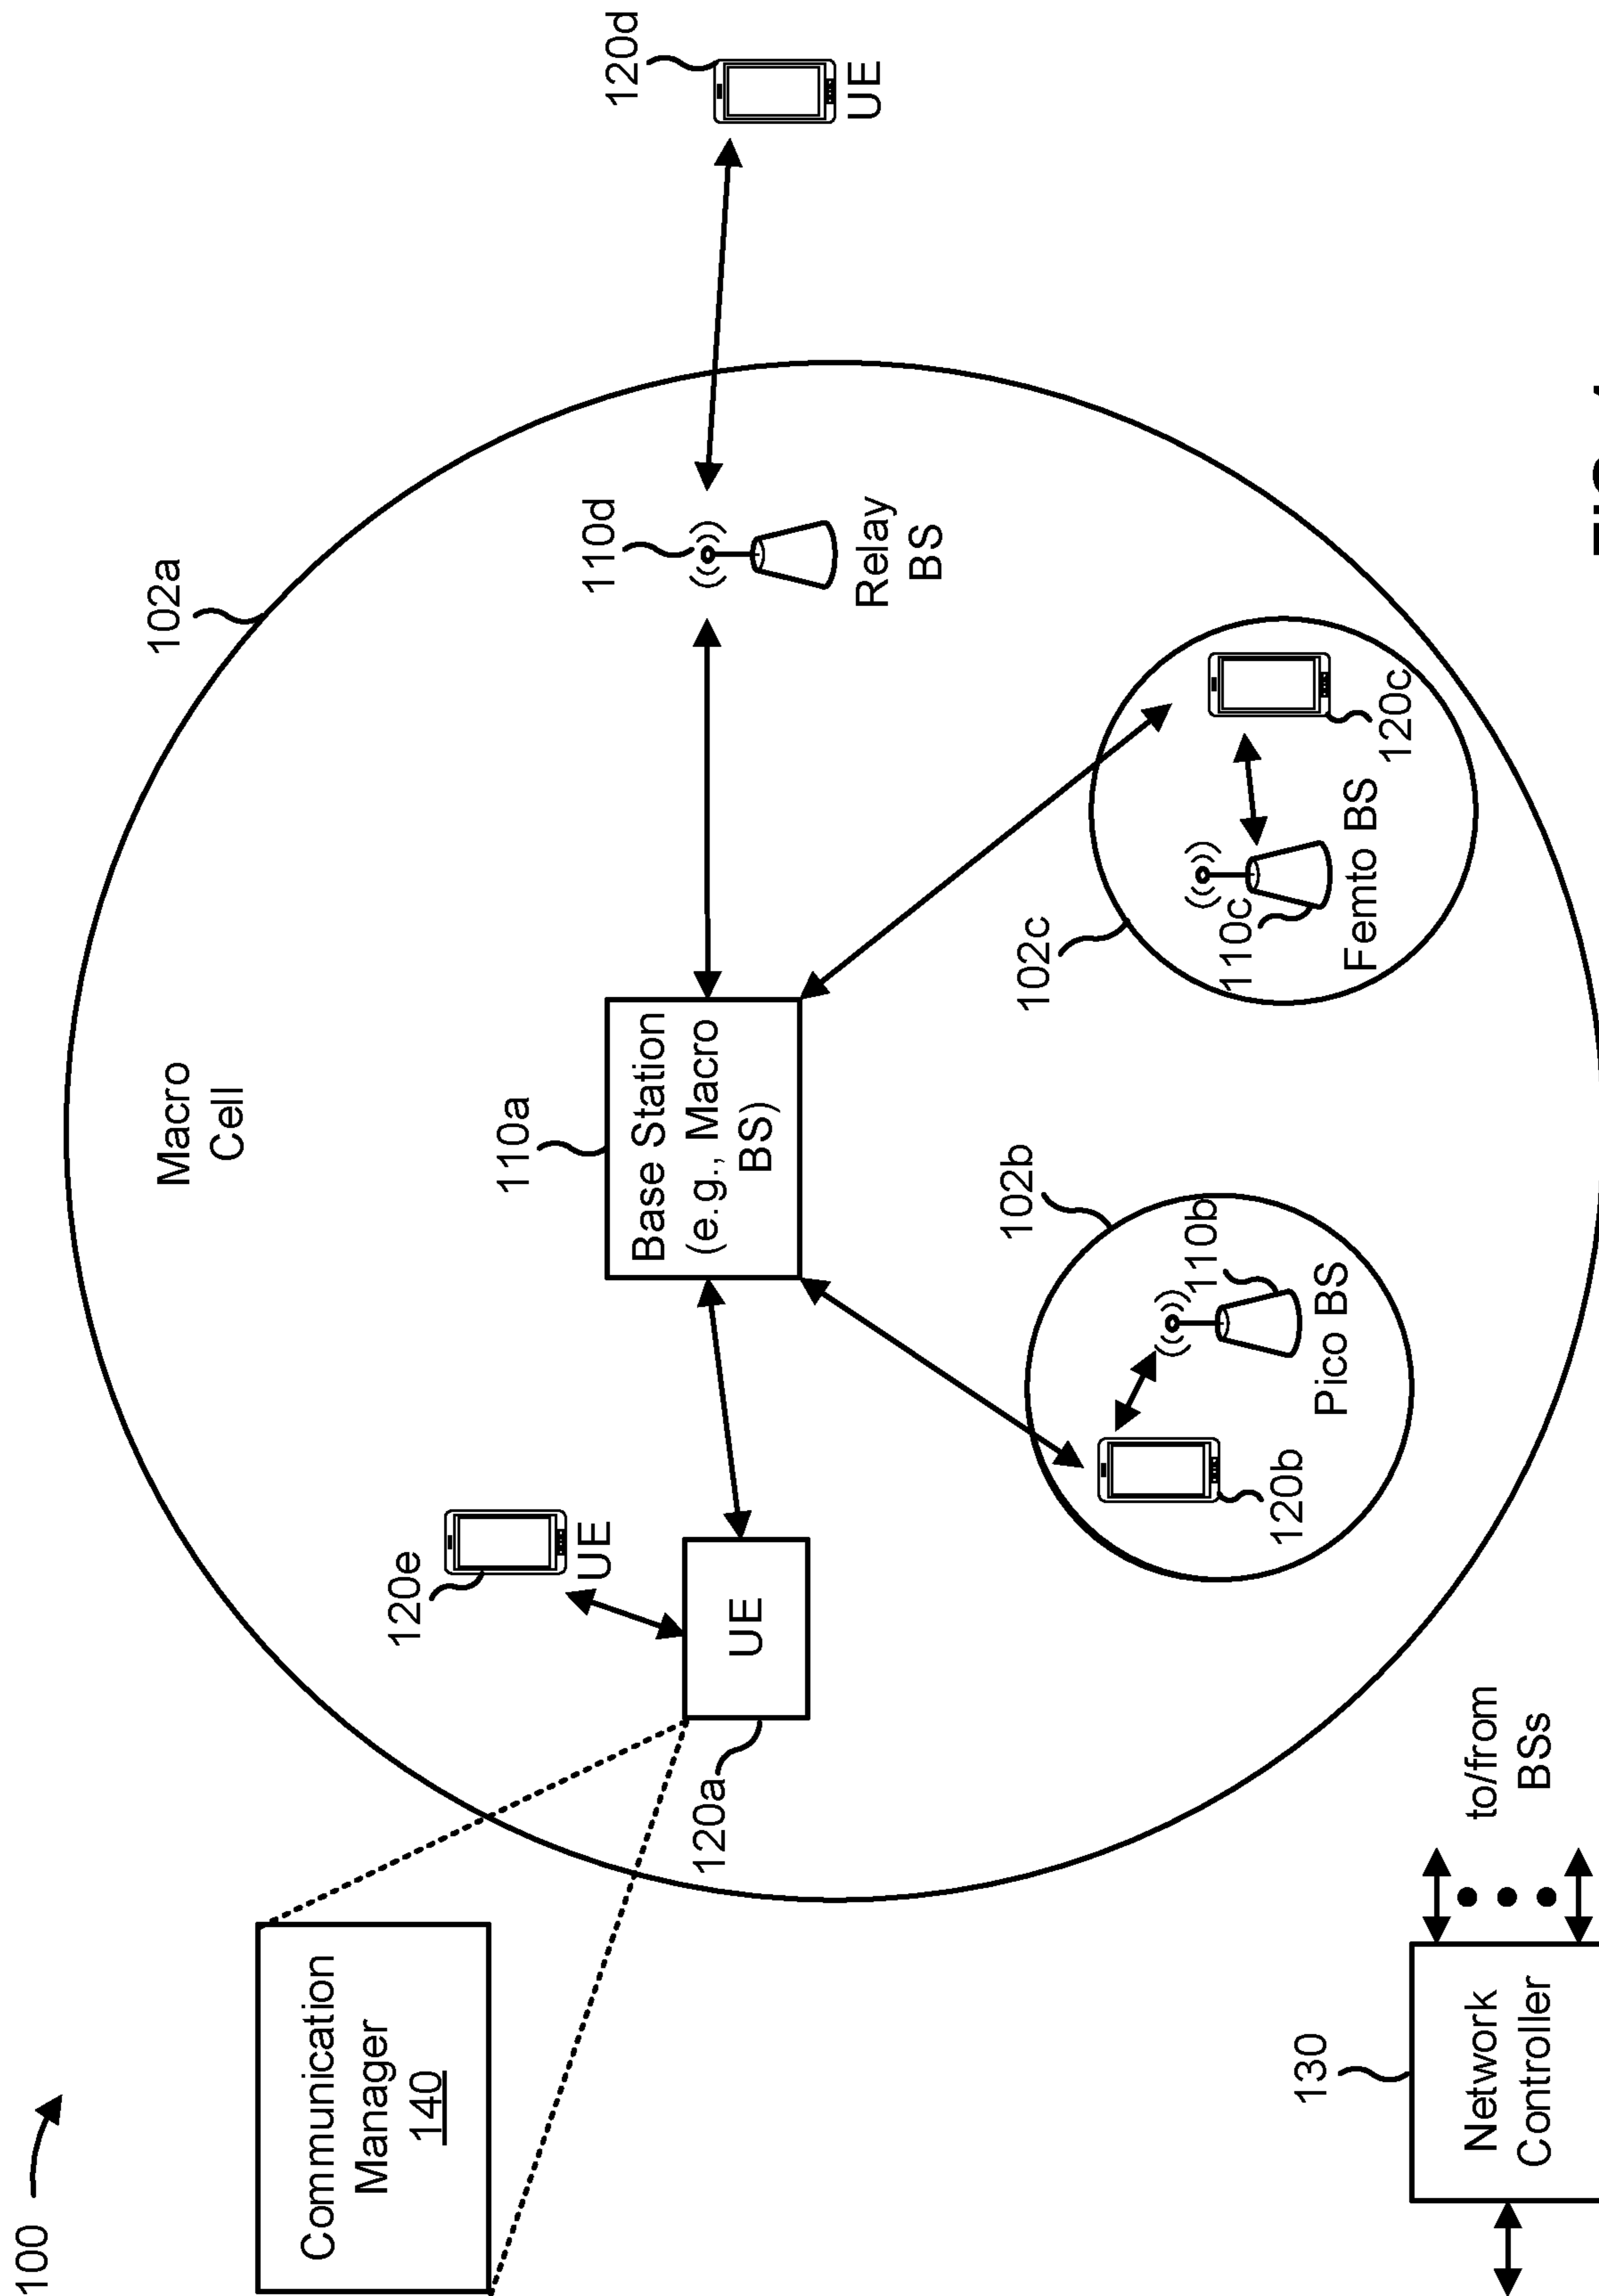 100
Macro
Cell
102a
Communication
Manager
140
120e
UE
110a
Base Station
(e.g., Macro
BS)
110d
Relay
BS
120d
UE
UE
120a
102b
110b
Pico BS
120b
102c
110c
Femto BS
120c
130
Network
Controller
to/from
BSs